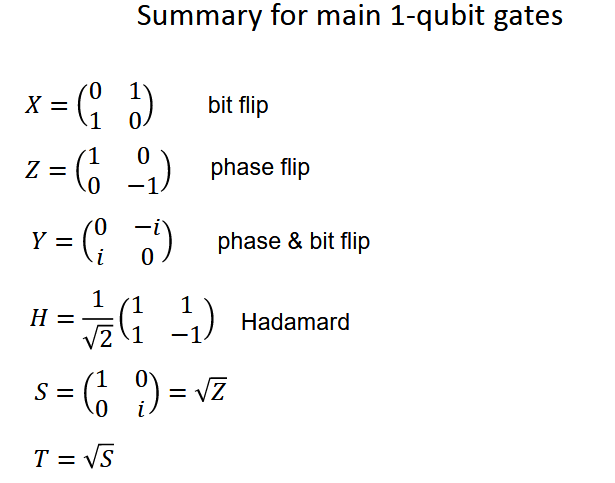 Summary for main 1-qubit gates
X = (0 1
1 0) bit flip
Z = (1 0
0 −1) phase flip
Y = (0 −i
i 0) phase & bit flip
H = 1/√2 (1 1
1 −1) Hadamard
S = (1 0
0 i) = √Z
T = √S